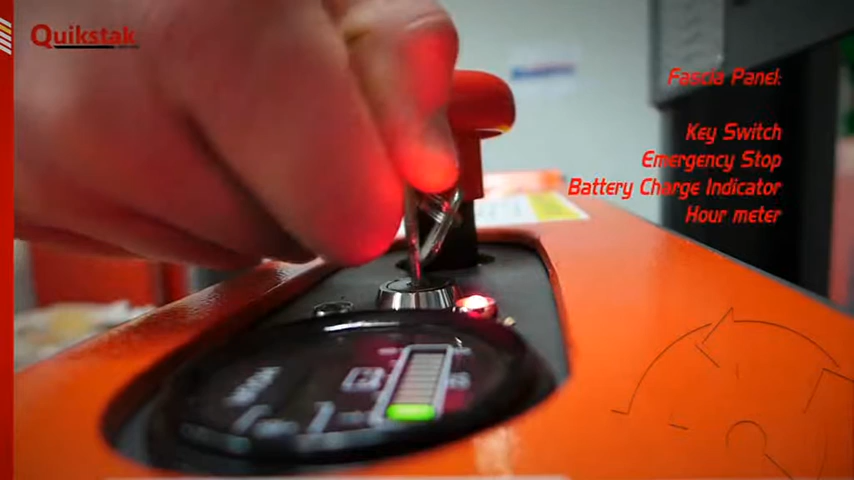 Quikstak
Fascia Panel:
Key Switch
Emergency Stop
Battery Charge Indicator
Hour meter